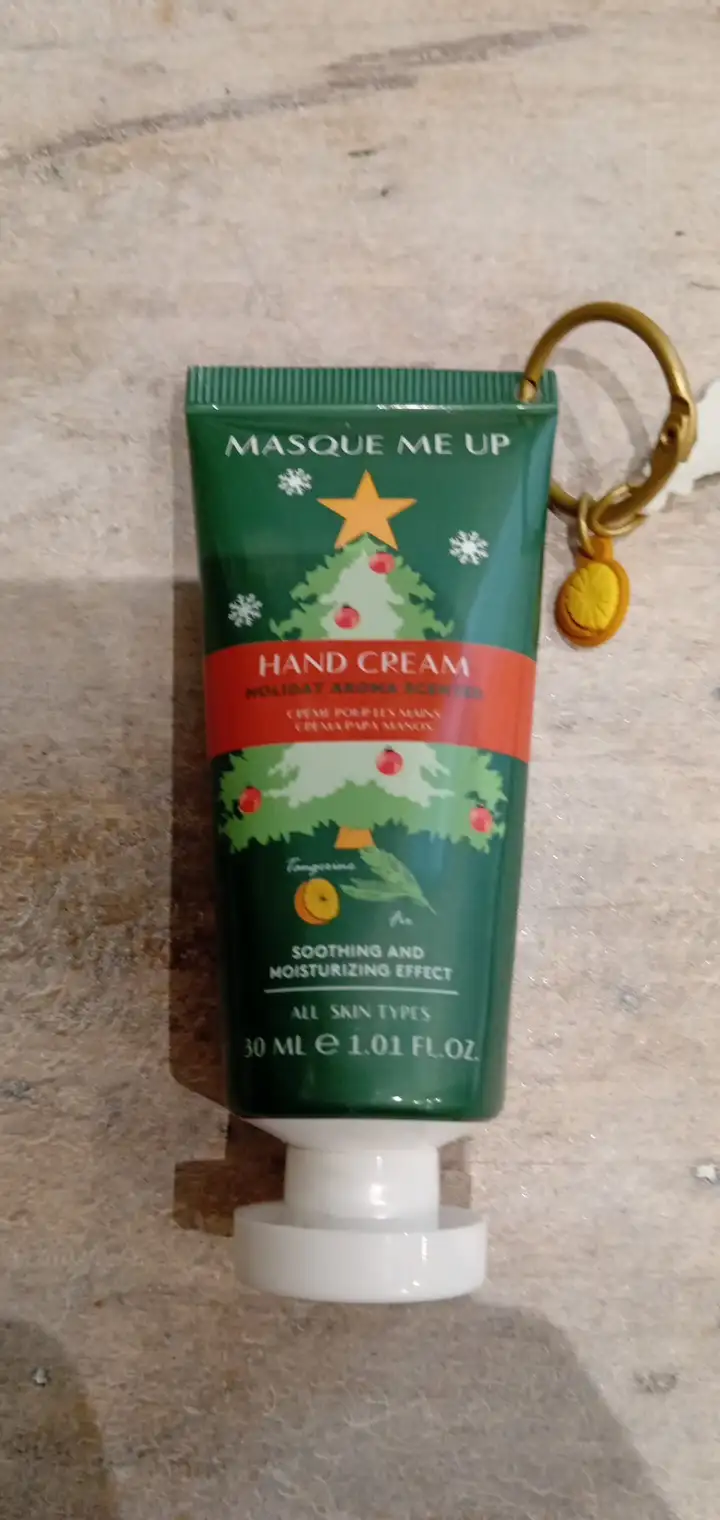 MASQUE ME UP
HAND CREAM
HOLIDAY AROMA SCENTED
CRÈME POUR LES MAINS
CREMA PARA MANOS
Tangerine
SOOTHING AND
MOISTURIZING EFFECT
ALL SKIN TYPES
30 ML ℮ 1.01 FL.OZ.